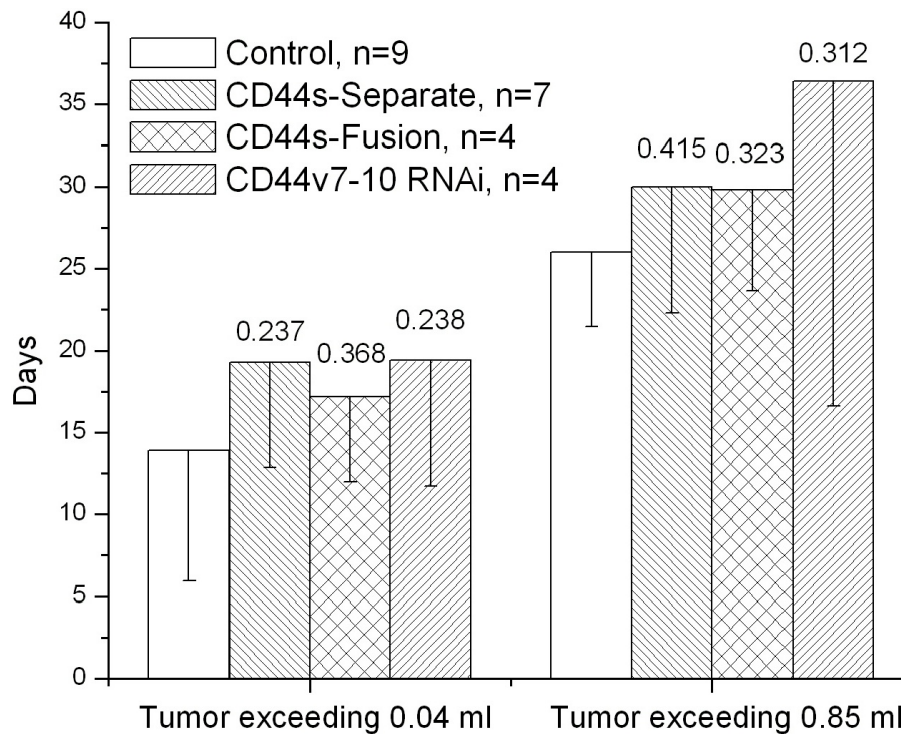 40
35
30
25
20
15
10
5
0
Days
Control, n=9
CD44s-Separate, n=7
CD44s-Fusion, n=4
CD44v7-10 RNAi, n=4
0.237
0.368
0.238
0.415
0.323
0.312
Tumor exceeding 0.04 ml
Tumor exceeding 0.85 ml